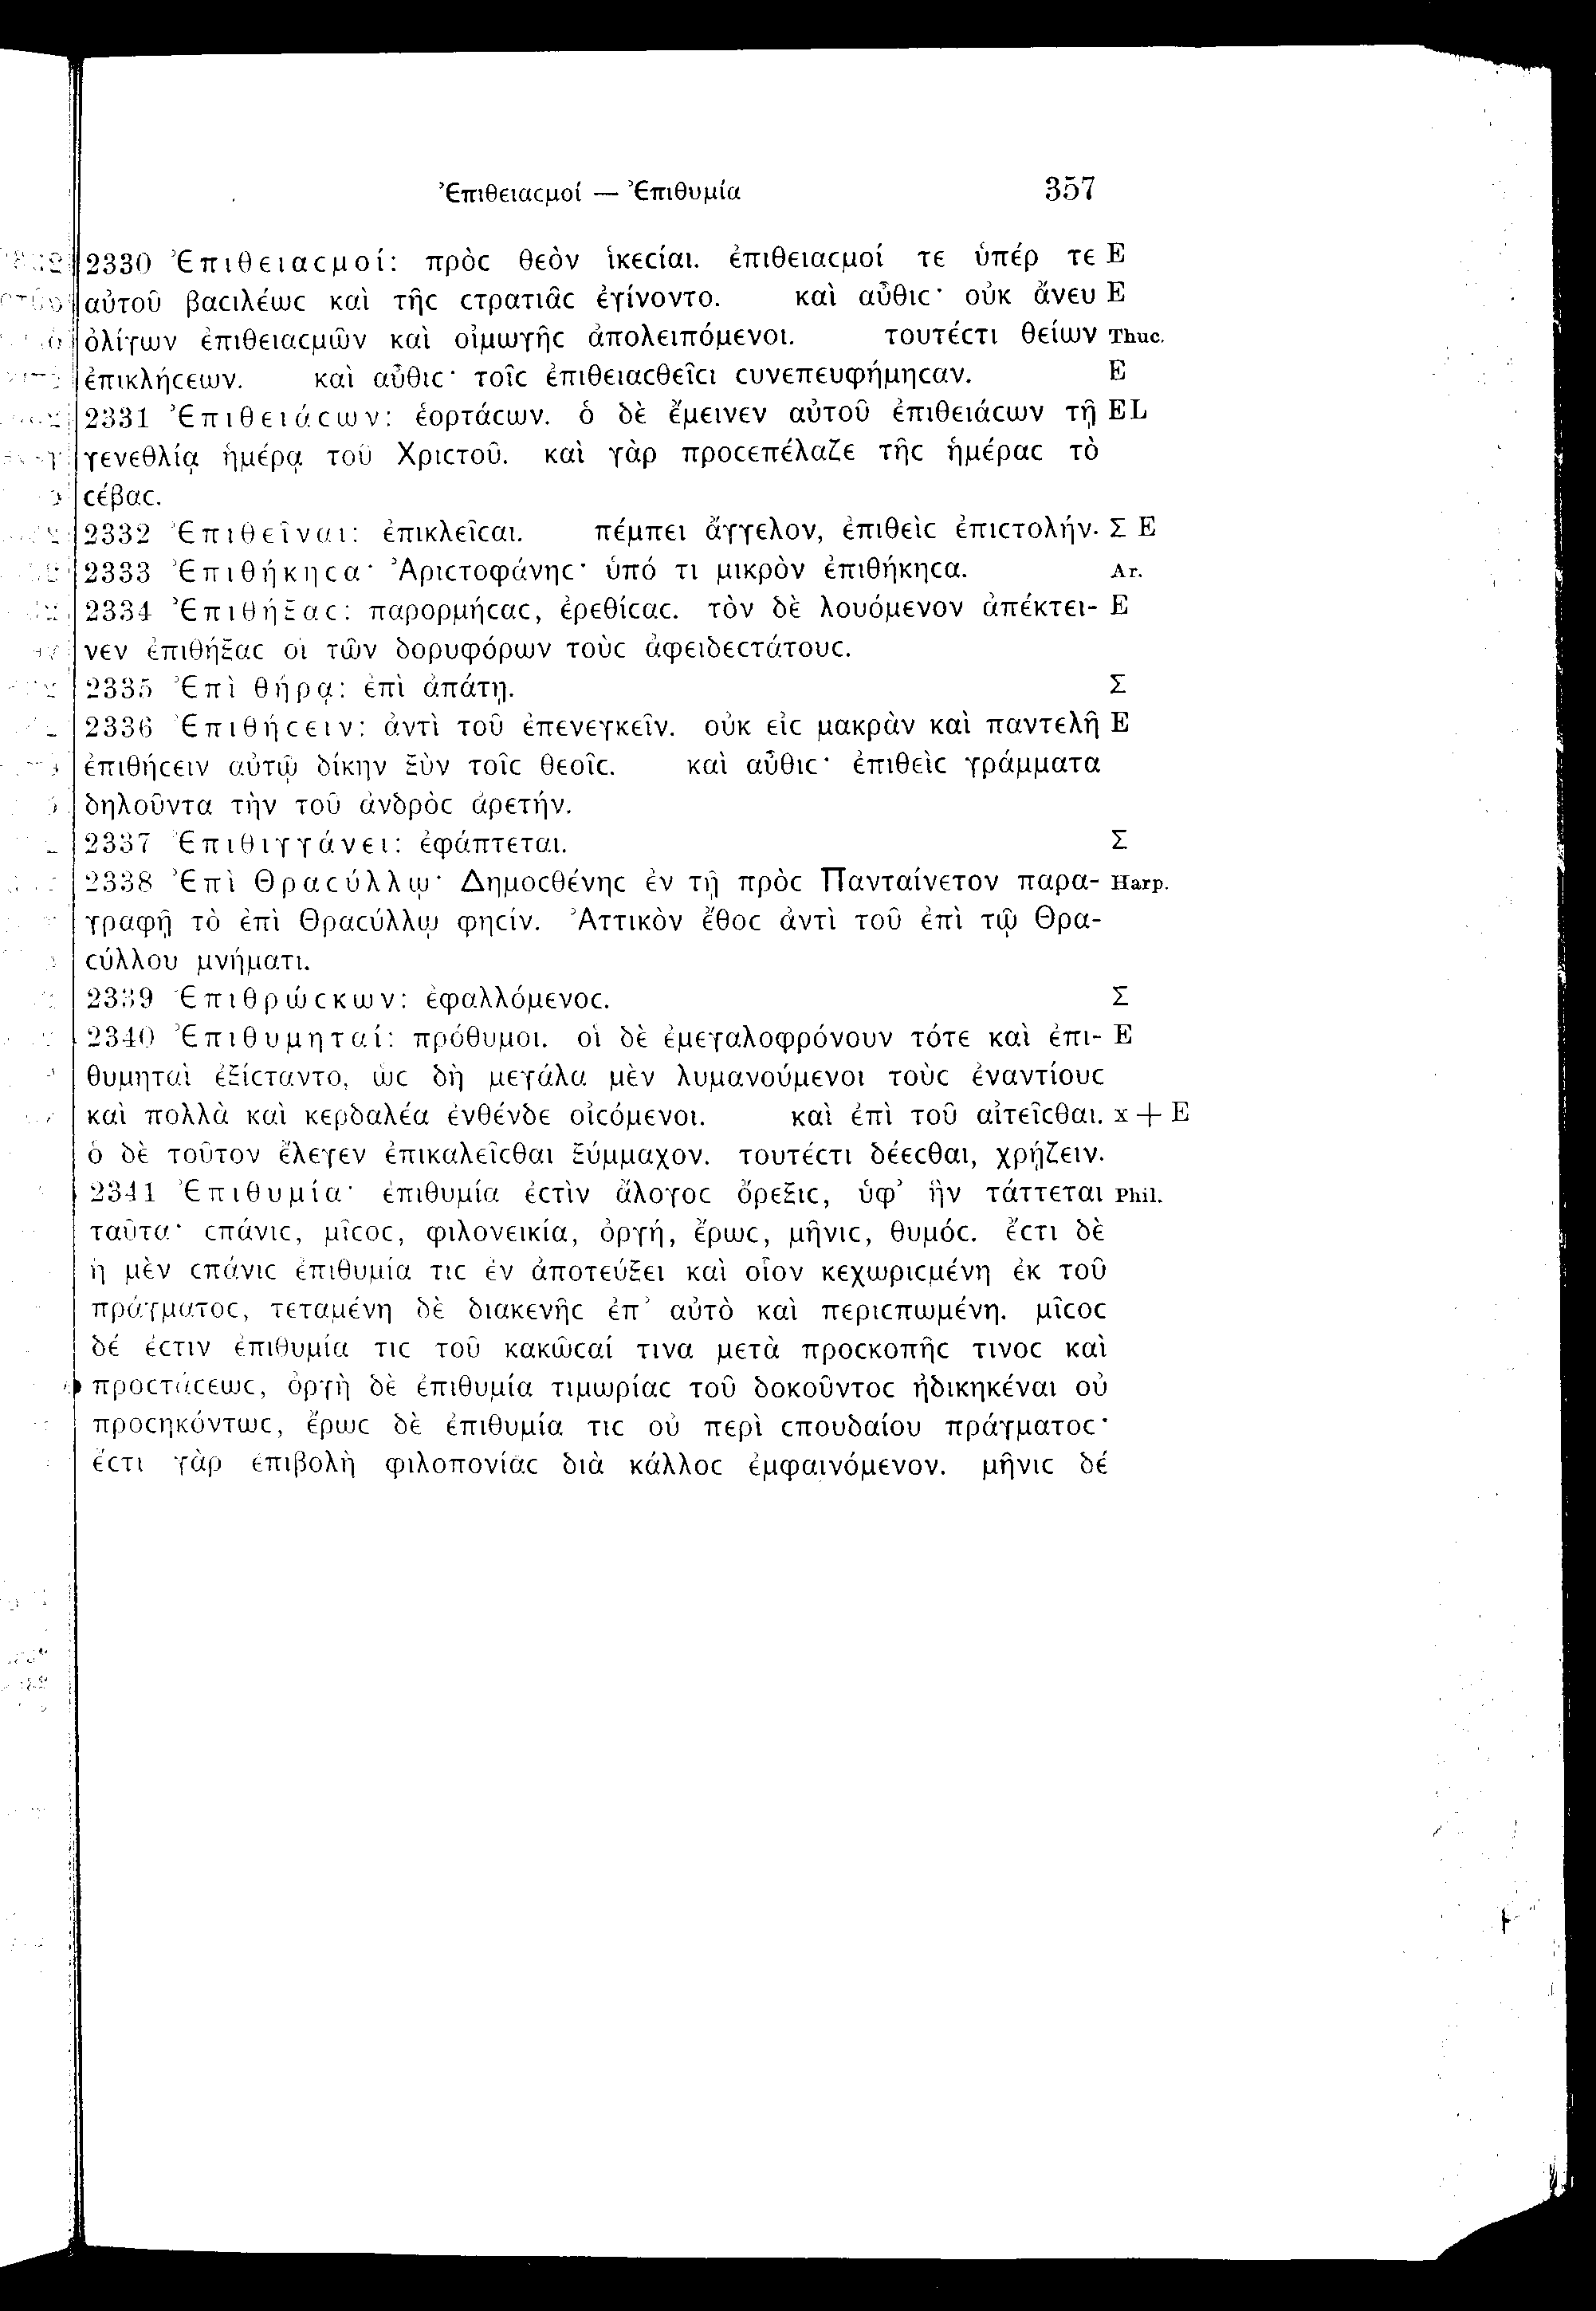 Ἐπιθειαϲμοί — Ἐπιθυμία 357
2330 Ἐπιθειαϲμοί: πρὸϲ θεὸν ἱκεϲίαι. ἐπιθειαϲμοί τε ὑπέρ τε E
αὐτοῦ βαϲιλέωϲ καὶ τῆϲ ϲτρατιᾶϲ ἐγίνοντο. καὶ αὖθιϲ· οὐκ ἄνευ E
ὀλίγων ἐπιθειαϲμῶν καὶ οἰμωγῆϲ ἀπολειπόμενοι. τουτέϲτι θείων Thuc.
ἐπικλήϲεων. καὶ αὖθιϲ· τοῖϲ ἐπιθειαϲθεῖϲι ϲυνεπευφήμηϲαν. E
2331 Ἐπιθειάϲων: ἑορτάϲων. ὁ δὲ ἔμεινεν αὐτοῦ ἐπιθειάϲων τῇ EL
γενεθλίᾳ ἡμέρᾳ τοῦ Χριϲτοῦ. καὶ γὰρ προϲεπέλαζε τῆϲ ἡμέραϲ τὸ
ϲέβαϲ.
2332 Ἐπιθεῖναι: ἐπικλεῖϲαι. πέμπει ἄγγελον, ἐπιθεὶϲ ἐπιϲτολήν. Σ E
2333 Ἐπιθήκηϲα· Ἀριϲτοφάνηϲ· ὑπό τι μικρὸν ἐπιθήκηϲα. Ar.
2334 Ἐπιθήξαϲ: παρορμήϲαϲ, ἐρεθίϲαϲ. τὸν δὲ λουόμενον ἀπέκτει- E
νεν ἐπιθήξαϲ οἱ τῶν δορυφόρων τοὺϲ ἀφειδεϲτάτουϲ.
2335 Ἐπὶ θήρᾳ: ἐπὶ ἀπάτῃ. Σ
2336 Ἐπιθήϲειν: ἀντὶ τοῦ ἐπενεγκεῖν. οὐκ εἰϲ μακρὰν καὶ παντελῆ E
ἐπιθήϲειν αὐτῷ δίκην ξὺν τοῖϲ θεοῖϲ. καὶ αὖθιϲ· ἐπιθεὶϲ γράμματα
δηλοῦντα τὴν τοῦ ἀνδρὸϲ ἀρετήν.
2337 Ἐπιθιγγάνει: ἐφάπτεται. Σ
2338 Ἐπὶ Θραϲύλλῳ· Δημοϲθένηϲ ἐν τῇ πρὸϲ Πανταίνετον παρα- Harp.
γραφῇ τὸ ἐπὶ Θραϲύλλῳ φηϲίν. Ἀττικὸν ἔθοϲ ἀντὶ τοῦ ἐπὶ τῷ Θρα-
ϲύλλου μνήματι.
2339 Ἐπιθρώϲκων: ἐφαλλόμενοϲ. Σ
2340 Ἐπιθυμηταί: πρόθυμοι. οἱ δὲ ἐμεγαλοφρόνουν τότε καὶ ἐπι- E
θυμηταὶ ἐξίϲταντο, ὡϲ δὴ μεγάλα μὲν λυμανούμενοι τοὺϲ ἐναντίουϲ
καὶ πολλὰ καὶ κερδαλέα ἐνθένδε οἰϲόμενοι. καὶ ἐπὶ τοῦ αἰτεῖϲθαι. x + E
ὁ δὲ τοῦτον ἔλεγεν ἐπικαλεῖϲθαι ξύμμαχον. τουτέϲτι δέεϲθαι, χρῄζειν.
2341 Ἐπιθυμία· ἐπιθυμία ἐϲτὶν ἄλογοϲ ὄρεξιϲ, ὑφ’ ἣν τάττεται Phil.
ταῦτα· ϲπάνιϲ, μῖϲοϲ, φιλονεικία, ὀργή, ἔρωϲ, μῆνιϲ, θυμόϲ. ἔϲτι δὲ
ἡ μὲν ϲπάνιϲ ἐπιθυμία τιϲ ἐν ἀποτεύξει καὶ οἷον κεχωριϲμένη ἐκ τοῦ
πράγματοϲ, τεταμένη δὲ διακενῆϲ ἐπ’ αὐτὸ καὶ περιϲπωμένη. μῖϲοϲ
δέ ἐϲτιν ἐπιθυμία τιϲ τοῦ κακῶϲαί τινα μετὰ προϲκοπῆϲ τινοϲ καὶ
προϲτάϲεωϲ, ὀργὴ δὲ ἐπιθυμία τιμωρίαϲ τοῦ δοκοῦντοϲ ἠδικηκέναι οὐ
προϲηκόντωϲ, ἔρωϲ δὲ ἐπιθυμία τιϲ οὐ περὶ ϲπουδαίου πράγματοϲ·
ἔϲτι γὰρ ἐπιβολὴ φιλοπονίαϲ διὰ κάλλοϲ ἐμφαινόμενον. μῆνιϲ δέ